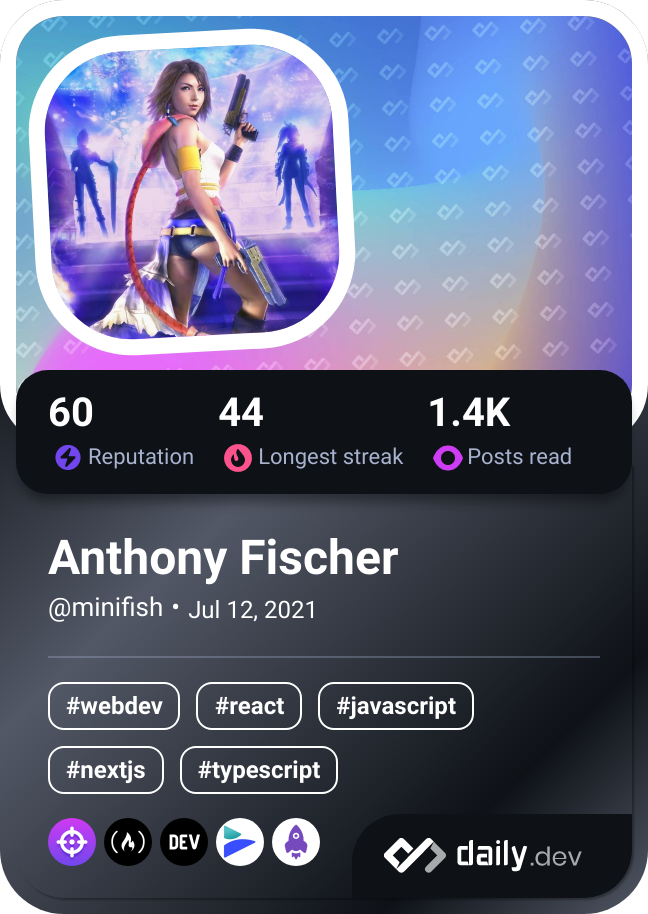 60 44 1.4K
Reputation Longest streak Posts read
Anthony Fischer
@minifish • Jul 12, 2021
#webdev #react #javascript
#nextjs #typescript
DEV daily.dev